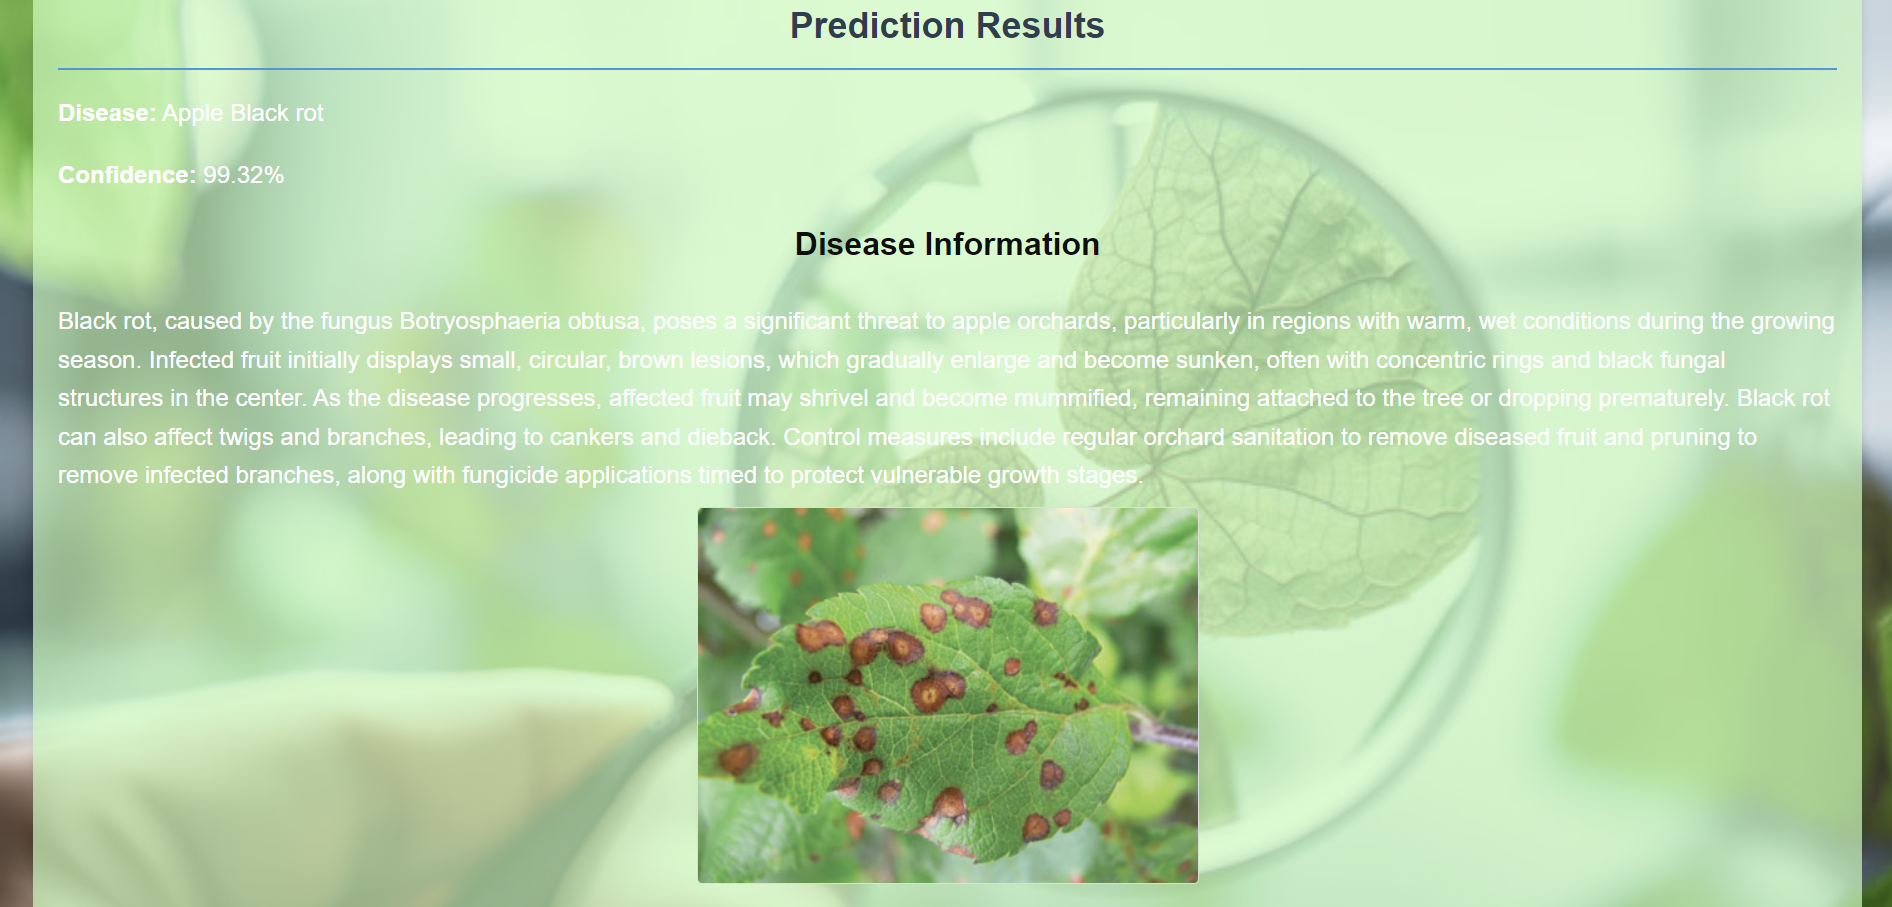 Prediction Results
Disease: Apple Black rot
Confidence: 99.32%
Disease Information
Black rot, caused by the fungus Botryosphaeria obtusa, poses a significant threat to apple orchards, particularly in regions with warm, wet conditions during the growing
season. Infected fruit initially displays small, circular, brown lesions, which gradually enlarge and become sunken, often with concentric rings and black fungal
structures in the center. As the disease progresses, affected fruit may shrivel and become mummified, remaining attached to the tree or dropping prematurely. Black rot
can also affect twigs and branches, leading to cankers and dieback. Control measures include regular orchard sanitation to remove diseased fruit and pruning to
remove infected branches, along with fungicide applications timed to protect vulnerable growth stages.